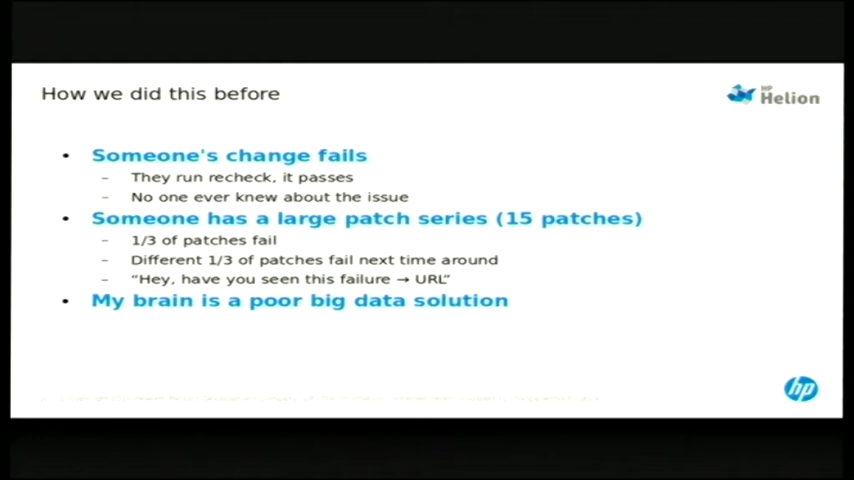 How we did this before
HP
Helion
• Someone's change fails
– They run recheck, it passes
– No one ever knew about the issue
• Someone has a large patch series (15 patches)
– 1/3 of patches fail
– Different 1/3 of patches fail next time around
– “Hey, have you seen this failure → URL”
• My brain is a poor big data solution
hp